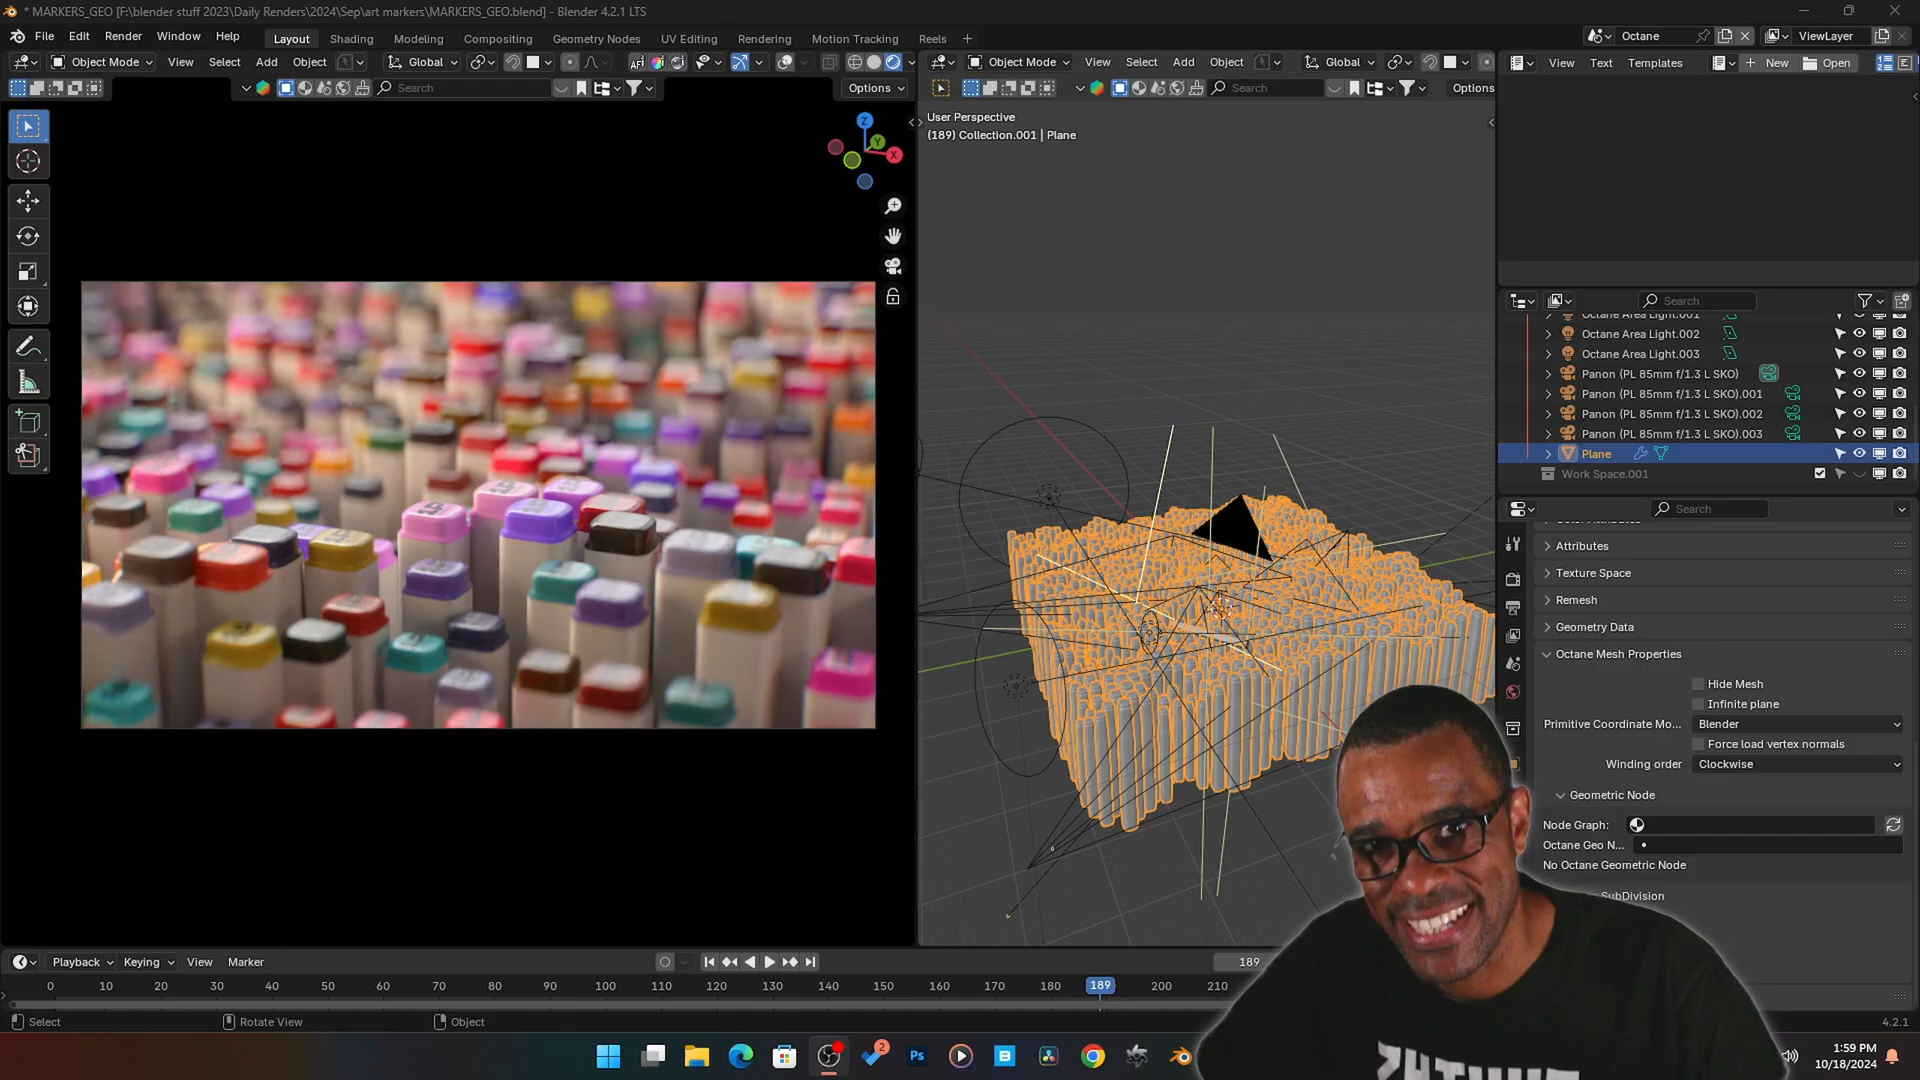 * MARKERS_GEO [F:\blender stuff 2023\Daily Renders\2024\Sep\art markers\MARKERS_GEO.blend] - Blender 4.2.1 LTS
File Edit Render Window Help
Layout Shading Modeling Compositing Geometry Nodes UV Editing Rendering Motion Tracking Reels +
Octane
ViewLayer
Object Mode View Select Add Object Global
Object Mode View Select Add Object Global
View Text Templates + New Open
Search
Options
Search
Options
Z
Y
X
User Perspective
(189) Collection.001 | Plane
Search
Octane Area Light.001
Octane Area Light.002
Octane Area Light.003
Panon (PL 85mm f/1.3 L SKO)
Panon (PL 85mm f/1.3 L SKO).001
Panon (PL 85mm f/1.3 L SKO).002
Panon (PL 85mm f/1.3 L SKO).003
Plane
Work Space.001
Search
Color Attributes
Attributes
Texture Space
Remesh
Geometry Data
Octane Mesh Properties
Hide Mesh
Infinite plane
Primitive Coordinate Mo... Blender
Force load vertex normals
Winding order Clockwise
Geometric Node
Node Graph:
Octane Geo N...
No Octane Geometric Node
SubDivision
Playback Keying View Marker
189
0 10 20 30 40 50 60 70 80 90 100 110 120 130 140 150 160 170 180 189 200 210
Select Rotate View Object
4.2.1
2
Ps
B
1:59 PM
10/18/2024